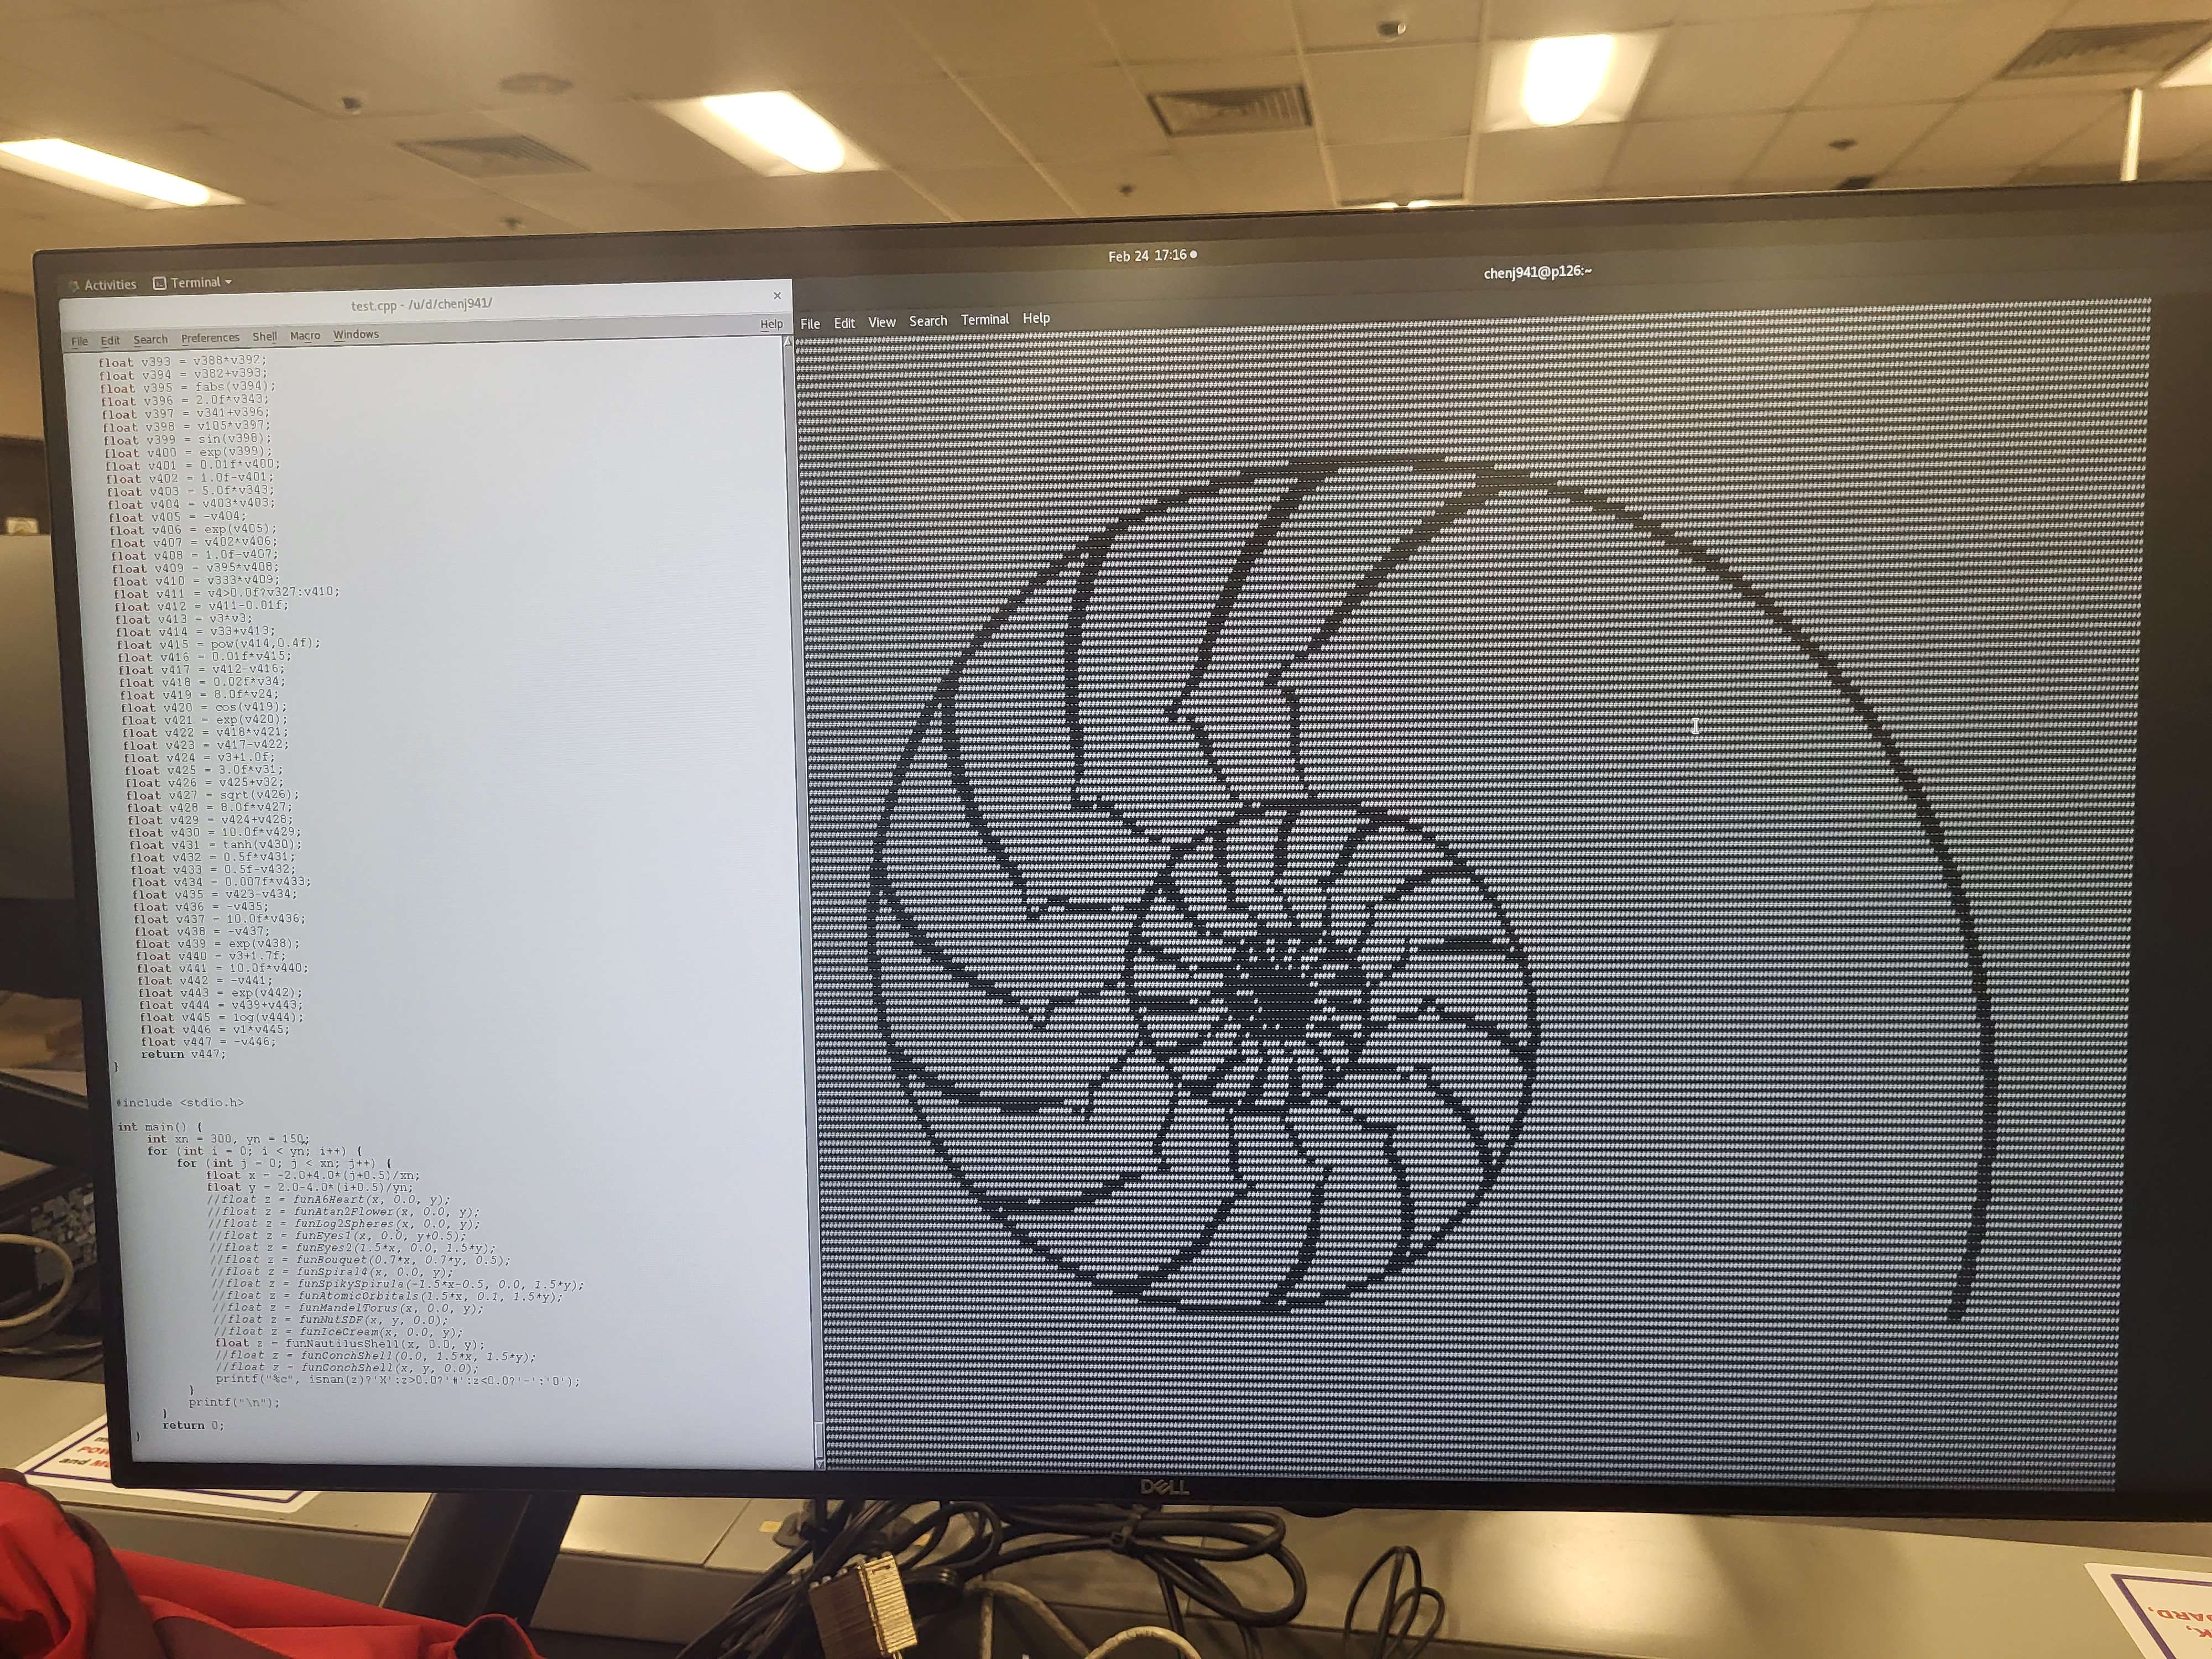 Feb 24 17:16
Activities
Terminal
chenj941@p126:~
test.cpp - /u/d/chenj941/
File Edit Search Preferences Shell Macro Windows
Help
File Edit View Search Terminal Help
float v393 = v388*v392;
float v394 = v382+v393;
float v395 = fabs(v394);
float v396 = 2.0f*v343;
float v397 = v341+v396;
float v398 = v105*v397;
float v399 = sin(v398);
float v400 = exp(v399);
float v401 = 0.01f*v400;
float v402 = 1.0f-v401;
float v403 = 5.0f*v343;
float v404 = v403*v403;
float v405 = -v404;
float v406 = exp(v405);
float v407 = v402*v406;
float v408 = 1.0f-v407;
float v409 = v395*v408;
float v410 = v333*v409;
float v411 = v4>0.0f?v327:v410;
float v412 = v411-0.01f;
float v413 = v3*v3;
float v414 = v33+v413;
float v415 = pow(v414,0.4f);
float v416 = 0.01f*v415;
float v417 = v412-v416;
float v418 = 0.02f*v34;
float v419 = 8.0f*v24;
float v420 = cos(v419);
float v421 = exp(v420);
float v422 = v418*v421;
float v423 = v417-v422;
float v424 = v3+1.0f;
float v425 = 3.0f*v31;
float v426 = v425+v32;
float v427 = sqrt(v426);
float v428 = 8.0f*v427;
float v429 = v424+v428;
float v430 = 10.0f*v429;
float v431 = tanh(v430);
float v432 = 0.5f*v431;
float v433 = 0.5f-v432;
float v434 = 0.007f*v433;
float v435 = v423-v434;
float v436 = -v435;
float v437 = 10.0f*v436;
float v438 = -v437;
float v439 = exp(v438);
float v440 = v3+1.7f;
float v441 = 10.0f*v440;
float v442 = -v441;
float v443 = exp(v442);
float v444 = v439+v443;
float v445 = log(v444);
float v446 = v1*v445;
float v447 = -v446;
return v447;
}
#include <stdio.h>
int main() {
int xn = 300, yn = 150;
for (int i = 0; i < yn; i++) {
for (int j = 0; j < xn; j++) {
float x = -2.0+4.0*(j+0.5)/xn;
float y = 2.0-4.0*(i+0.5)/yn;
//float z = funA6Heart(x, 0.0, y);
//float z = funAtan2Flower(x, 0.0, y);
//float z = funLog2Spheres(x, 0.0, y);
//float z = funEyes1(x, 0.0, y+0.5);
//float z = funEyes2(1.5*x, 0.0, 1.5*y);
//float z = funBouquet(0.7*x, 0.7*y, 0.5);
//float z = funSpiral4(x, 0.0, y);
//float z = funSpikySpirula(-1.5*x-0.5, 0.0, 1.5*y);
//float z = funAtomicOrbitals(1.5*x, 0.1, 1.5*y);
//float z = funMandelTorus(x, 0.0, y);
//float z = funNutSDF(x, y, 0.0);
//float z = funIceCream(x, 0.0, y);
float z = funNautilusShell(x, 0.0, y);
//float z = funConchShell(0.0, 1.5*x, 1.5*y);
//float z = funConchShell(x, y, 0.0);
printf("%c", isnan(z)?'X':z>0.0?'#':z<0.0?'-':'0');
}
printf("\n");
}
return 0;
}
DELL